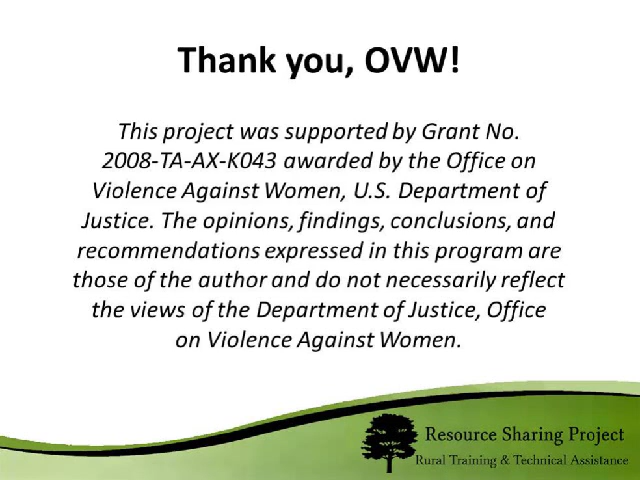 Thank you, OVW!
This project was supported by Grant No.
2008-TA-AX-K043 awarded by the Office on
Violence Against Women, U.S. Department of
Justice. The opinions, findings, conclusions, and
recommendations expressed in this program are
those of the author and do not necessarily reflect
the views of the Department of Justice, Office
on Violence Against Women.
Resource Sharing Project
Rural Training & Technical Assistance